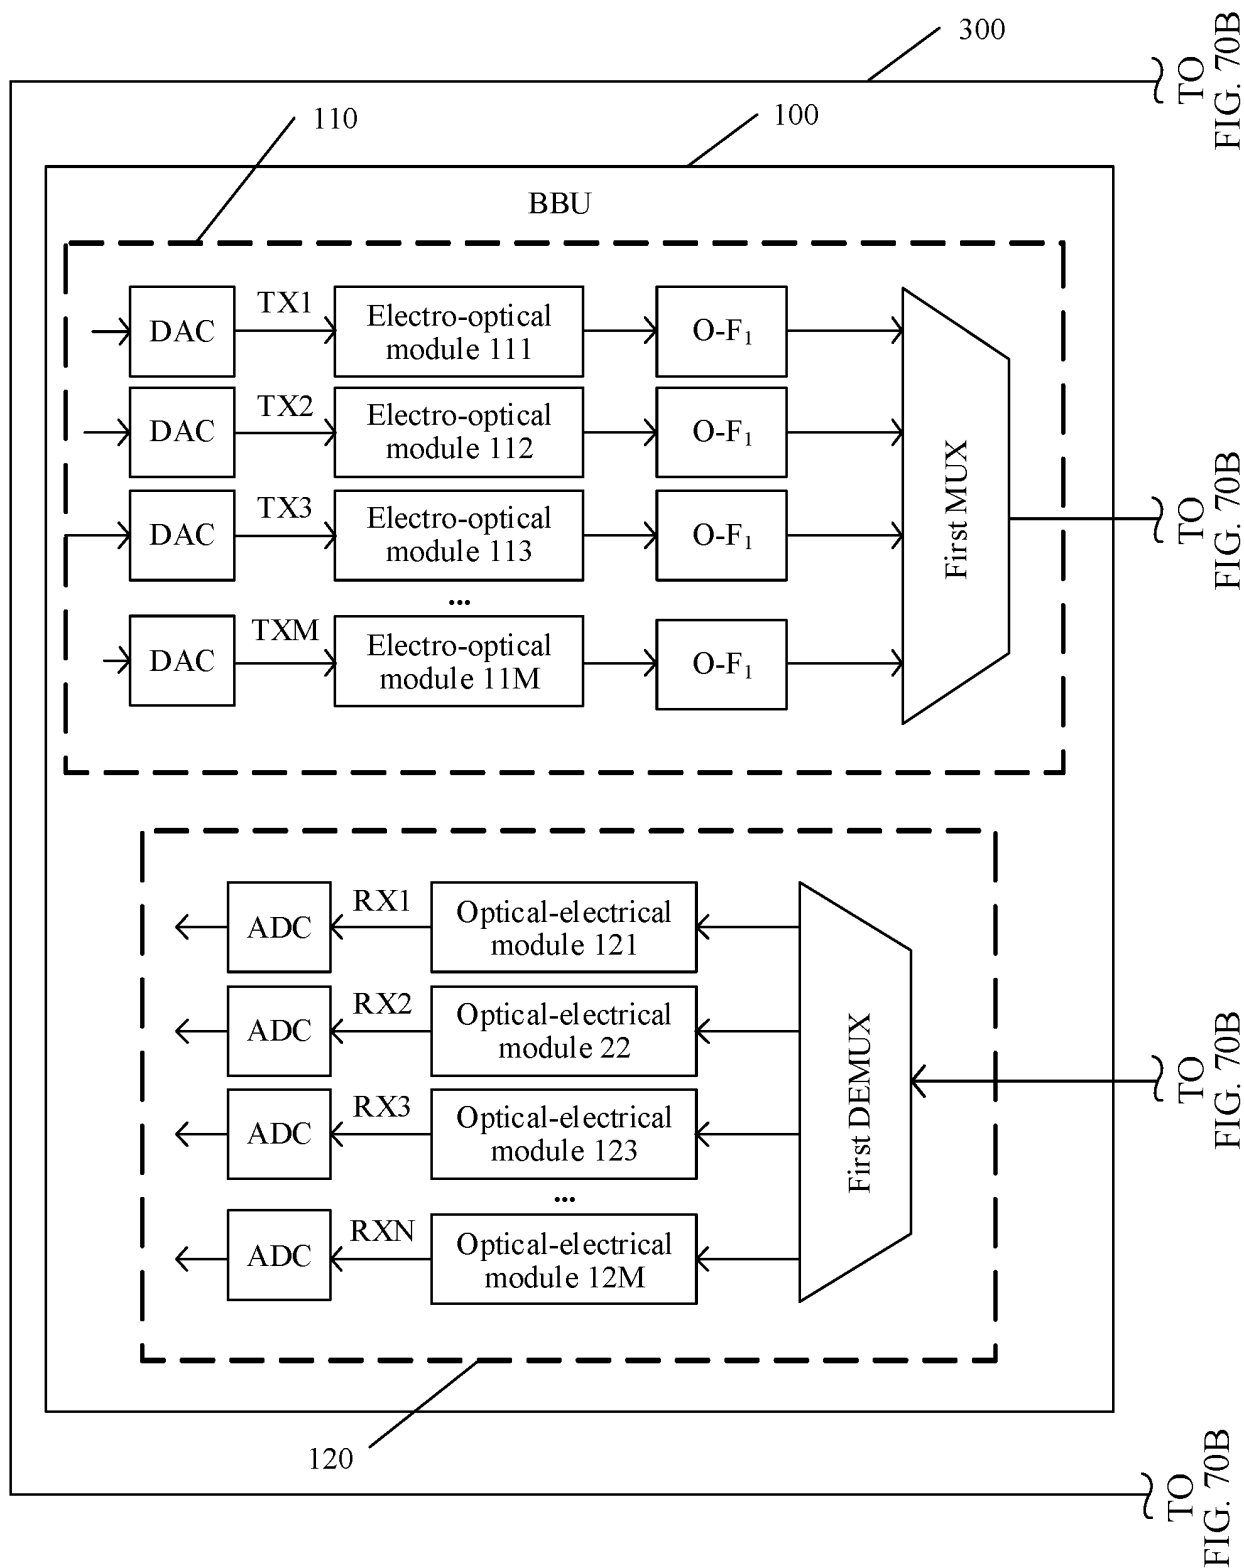 300
TO
FIG. 70B
110
100
BBU
DAC
TX1
Electro-optical
module 111
O-F₁
DAC
TX2
Electro-optical
module 112
O-F₁
DAC
TX3
Electro-optical
module 113
O-F₁
...
DAC
TXM
Electro-optical
module 11M
O-F₁
First MUX
TO
FIG. 70B
ADC
RX1
Optical-electrical
module 121
ADC
RX2
Optical-electrical
module 22
ADC
RX3
Optical-electrical
module 123
...
ADC
RXN
Optical-electrical
module 12M
First DEMUX
TO
FIG. 70B
120
TO
FIG. 70B